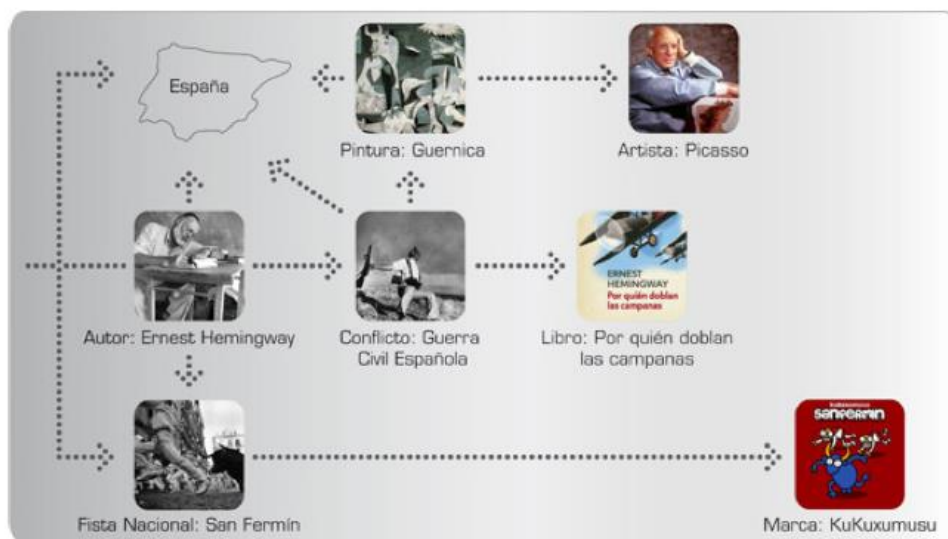 España
Pintura: Guernica
Artista: Picasso
Autor: Ernest Hemingway
Conflicto: Guerra
Civil Española
ERNEST
HEMINGWAY
Por quién doblan
las campanas
Libro: Por quién doblan
las campanas
Fista Nacional: San Fermín
kukuxumusu
SANFERMIN
Marca: KuKuxumusu